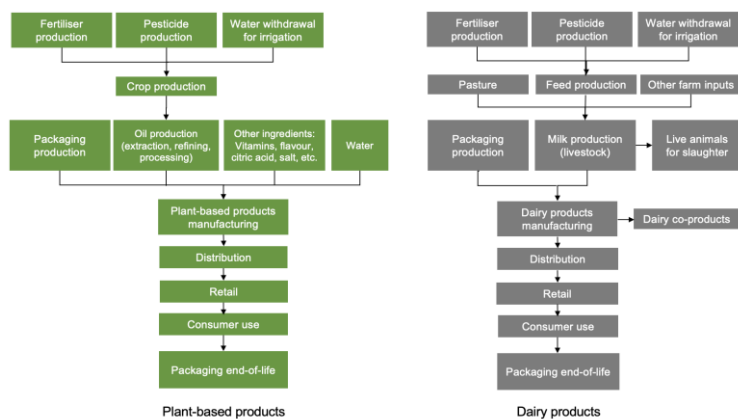 Fertiliser
production
Pesticide
production
Water withdrawal
for irrigation
Crop production
Packaging
production
Oil production
(extraction, refining,
processing)
Other ingredients:
Vitamins, flavour,
citric acid, salt, etc.
Water
Plant-based products
manufacturing
Distribution
Retail
Consumer use
Packaging end-of-life
Plant-based products
Fertiliser
production
Pesticide
production
Water withdrawal
for irrigation
Pasture
Feed production
Other farm inputs
Packaging
production
Milk production
(livestock)
Live animals
for slaughter
Dairy products
manufacturing
Dairy co-products
Distribution
Retail
Consumer use
Packaging end-of-life
Dairy products